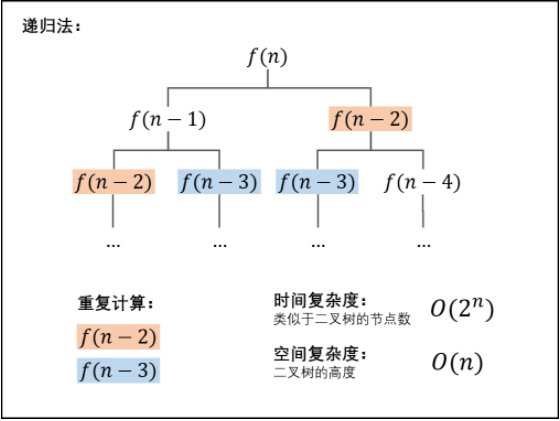 递归法：
f(n)
f(n − 1) f(n − 2)
f(n − 2) f(n − 3) f(n − 3) f(n − 4)
... ... ... ...
重复计算：
f(n − 2)
f(n − 3)
时间复杂度： O(2ⁿ)
类似于二叉树的节点数
空间复杂度： O(n)
二叉树的高度